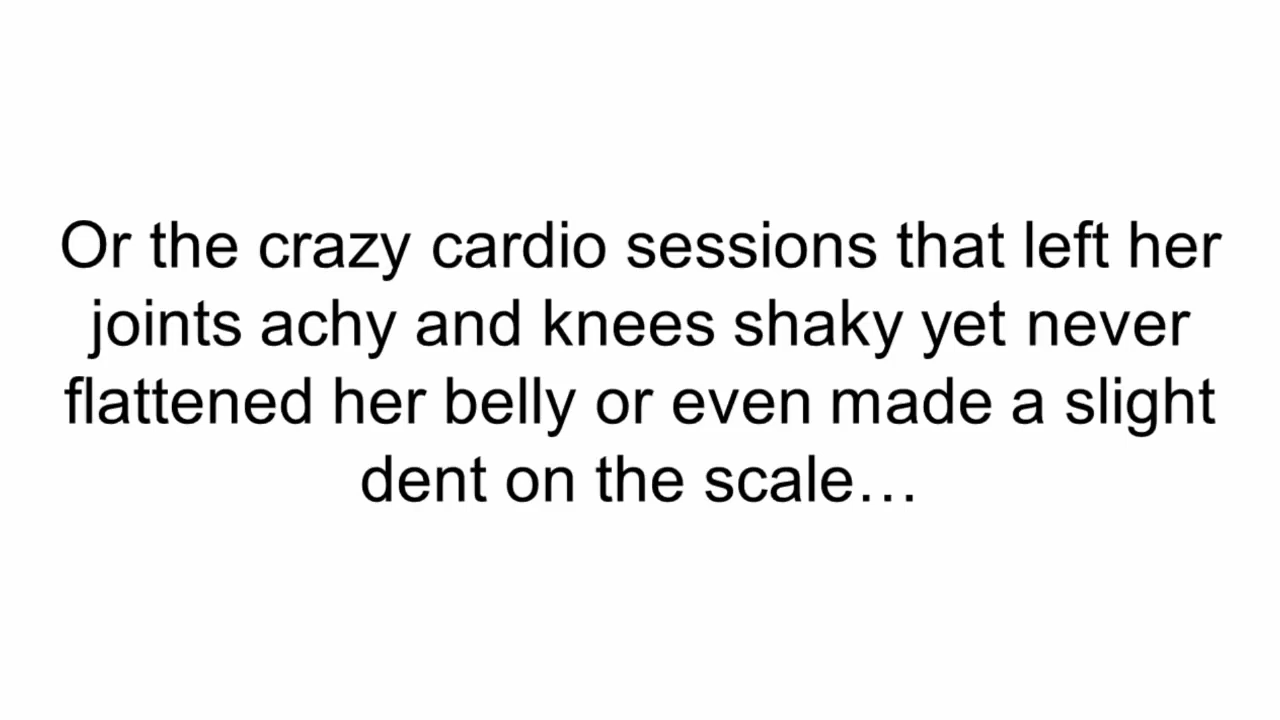 Or the crazy cardio sessions that left her
joints achy and knees shaky yet never
flattened her belly or even made a slight
dent on the scale…